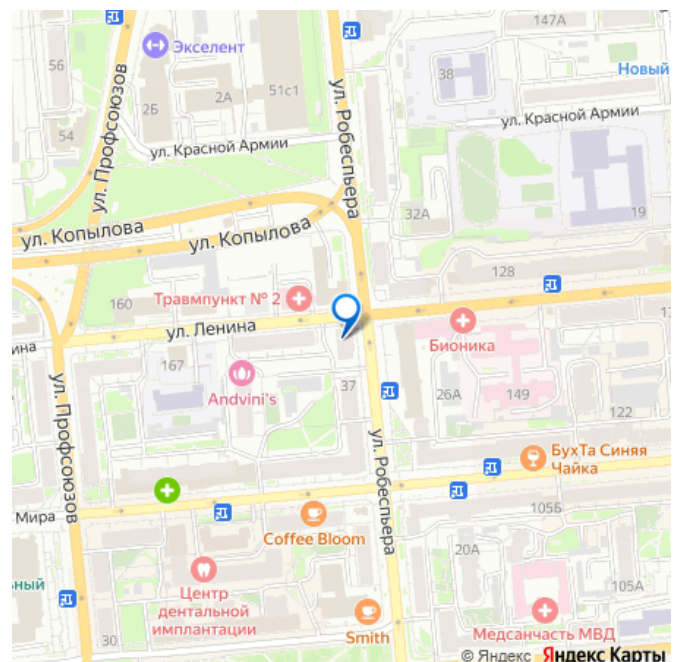 147А
Экселент
56
38
Новый
2Б
2А
51с1
ул. Профсоюзов
ул. Робеспьера
54
ул. Красной Армии
ул. Красной Армии
32А
19
ул. Копылова
ул. Копылова
128
160
Травмпункт № 2
ул. Ленина
ина
Бионика
167
37
Andvini's
26А
149
122
ул. Профсоюзов
ул. Робеспьера
БухТа Синяя
Чайка
Мира
105Б
Coffee Bloom
20А
ьный
105А
Центр
дентальной
имплантации
30
Smith
Медсанчасть МВД
© Яндекс Яндекс Карты